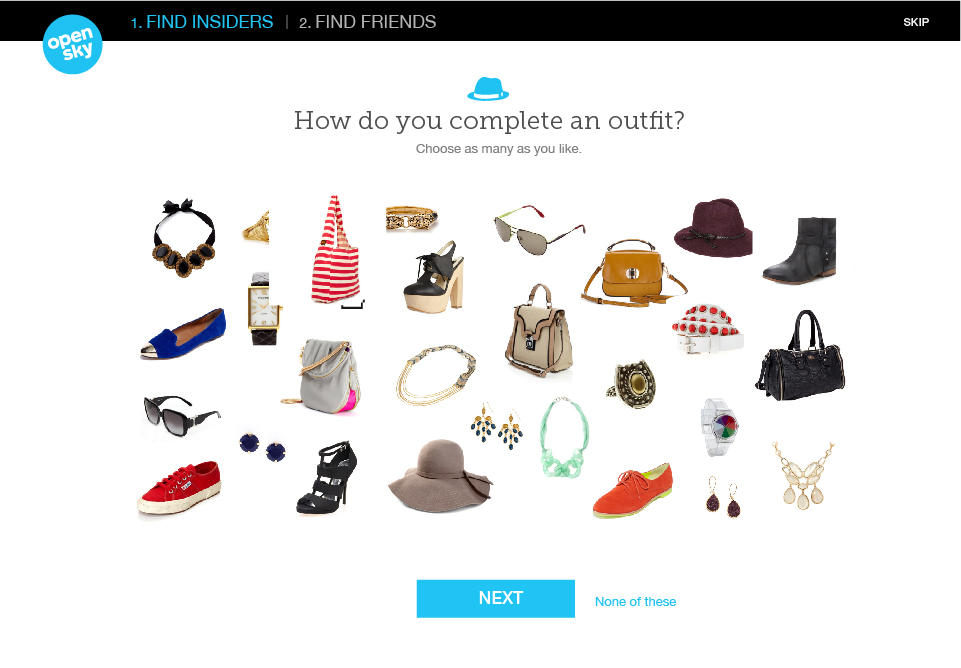 1. FIND INSIDERS | 2. FIND FRIENDS
SKIP
open
sky
How do you complete an outfit?
Choose as many as you like.
NEXT
None of these